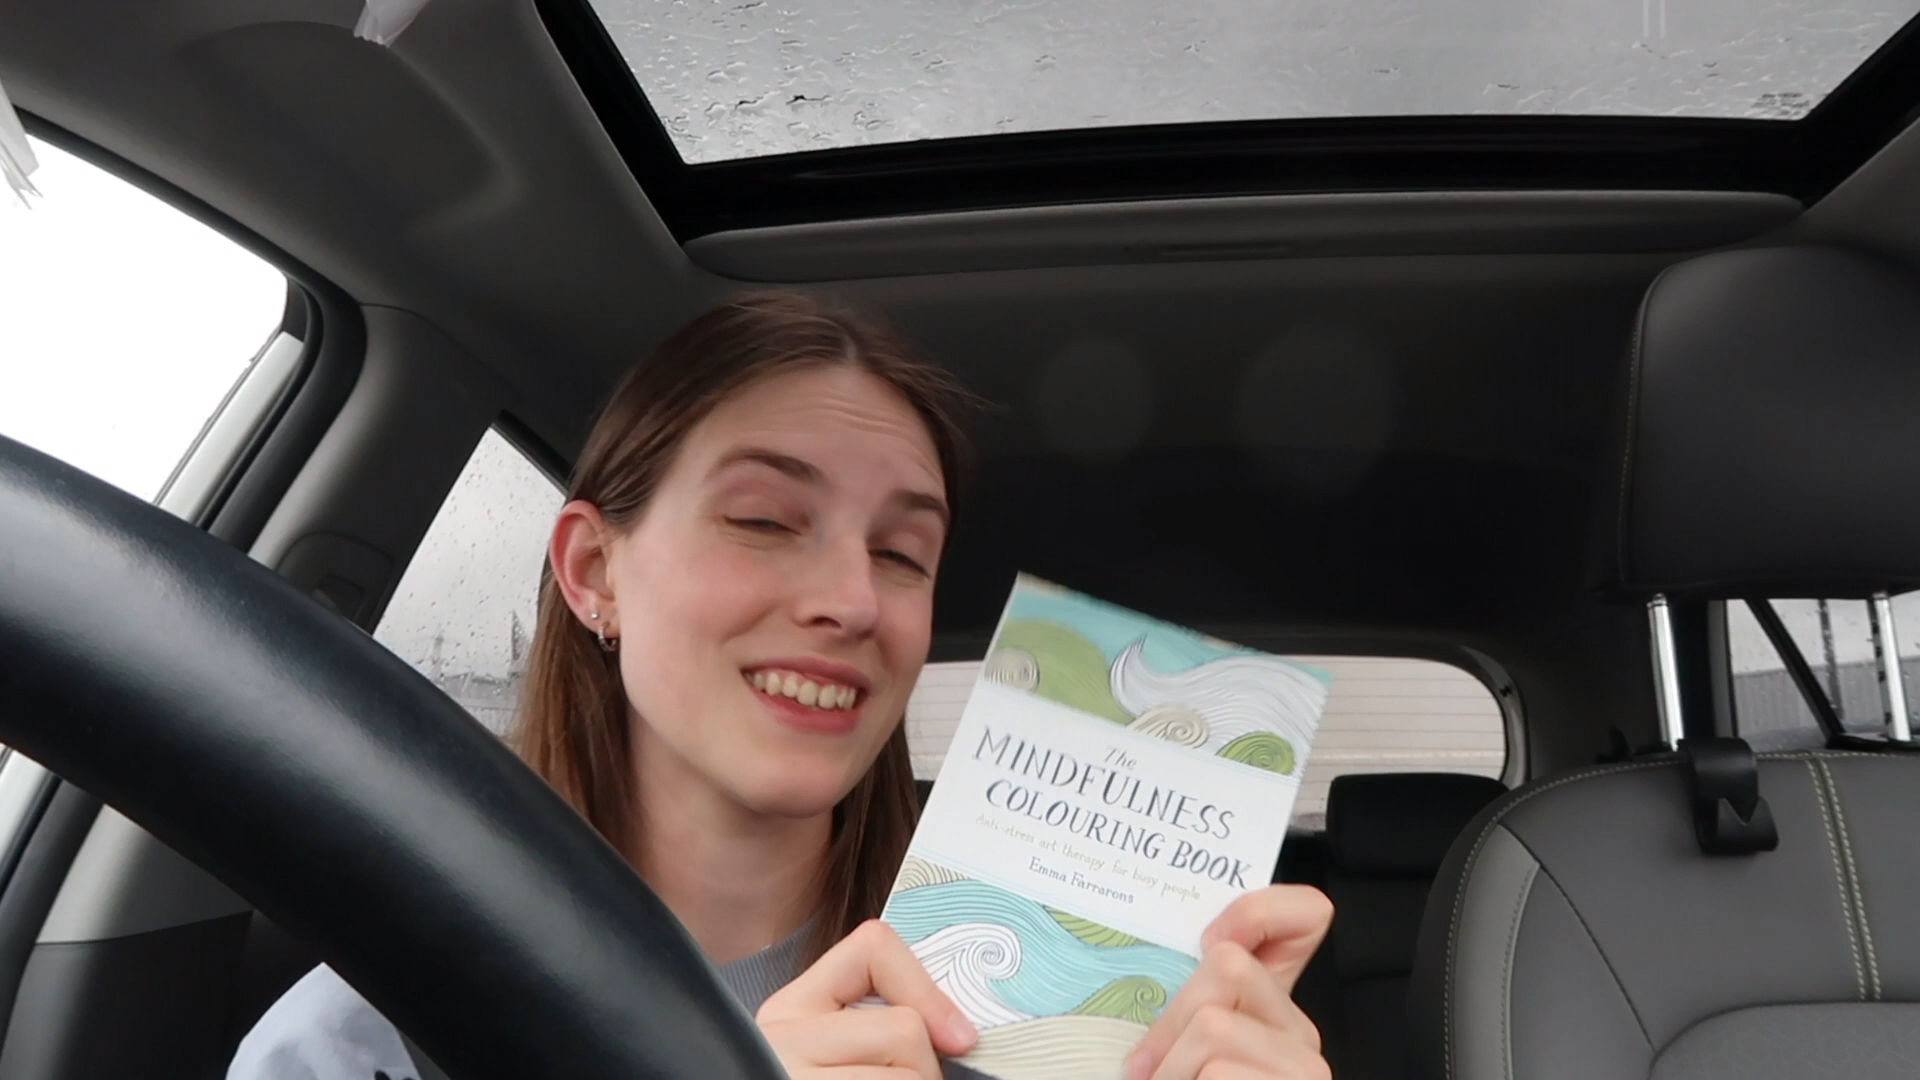 The
MINDFULNESS
COLOURING BOOK
Anti-stress art therapy for busy people
Emma Farrarons